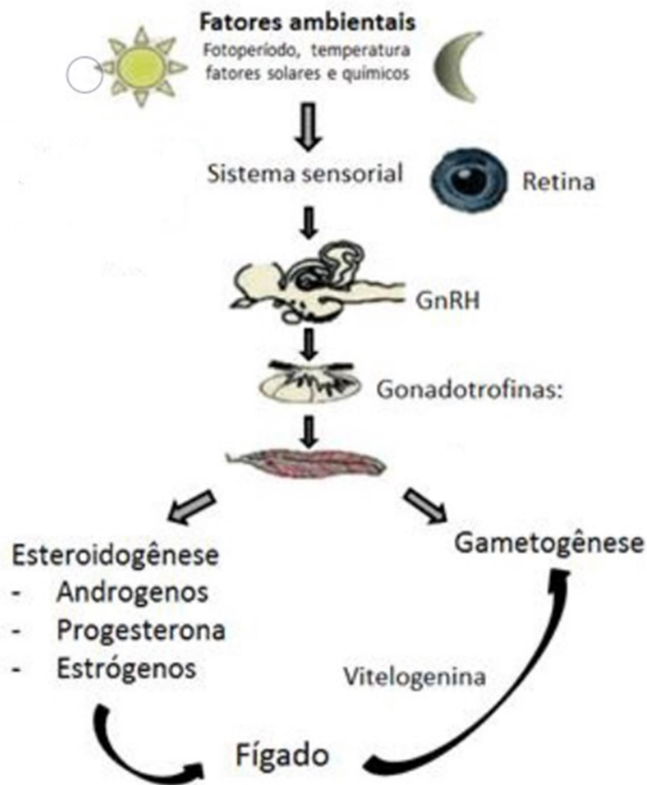 Fatores ambientais
Fotoperíodo, temperatura
fatores solares e químicos
Sistema sensorial
Retina
GnRH
Gonadotrofinas:
Esteroidogênese
- Androgenos
- Progesterona
- Estrógenos
Gametogênese
Vitelogenina
Fígado